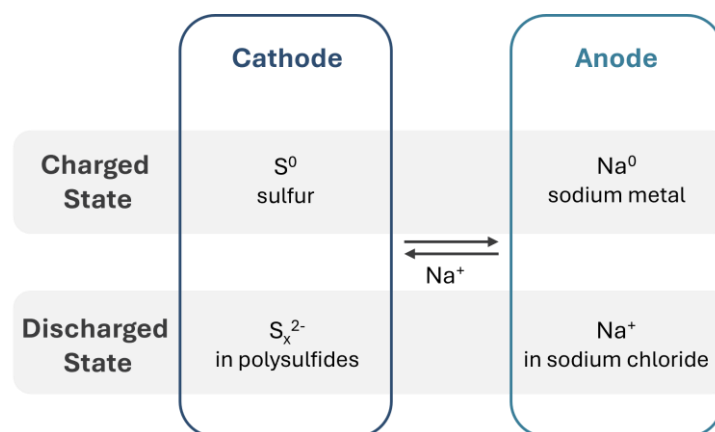 Cathode
Anode
Charged
State
S⁰
sulfur
Na⁰
sodium metal
Na⁺
Discharged
State
Sₓ²⁻
in polysulfides
Na⁺
in sodium chloride